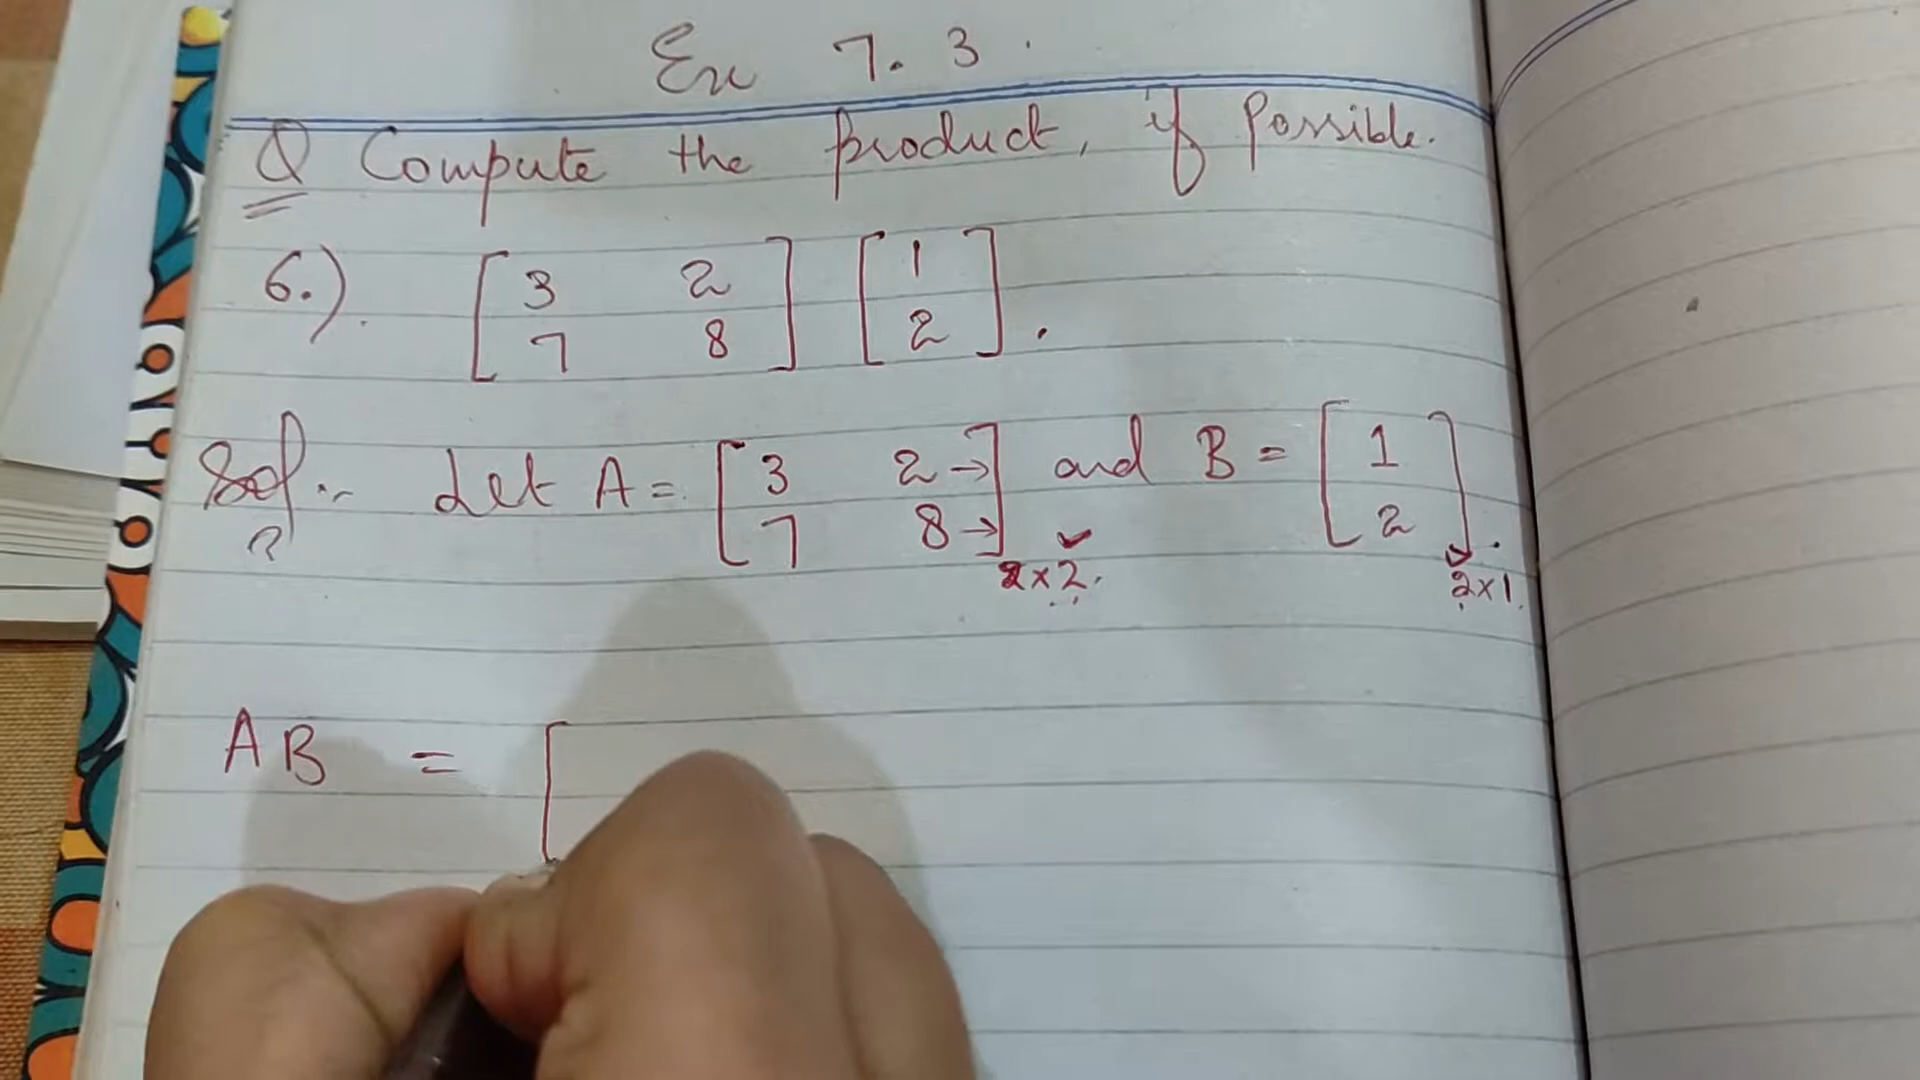 Ex 7.3.
Q Compute the product, if Possible.
6.). [3 2] [1]
[7 8] [2].
Sol:- Let A = [3 2→] and B = [1]
[7 8→] 2×2. [2]. 2×1.
AB = [